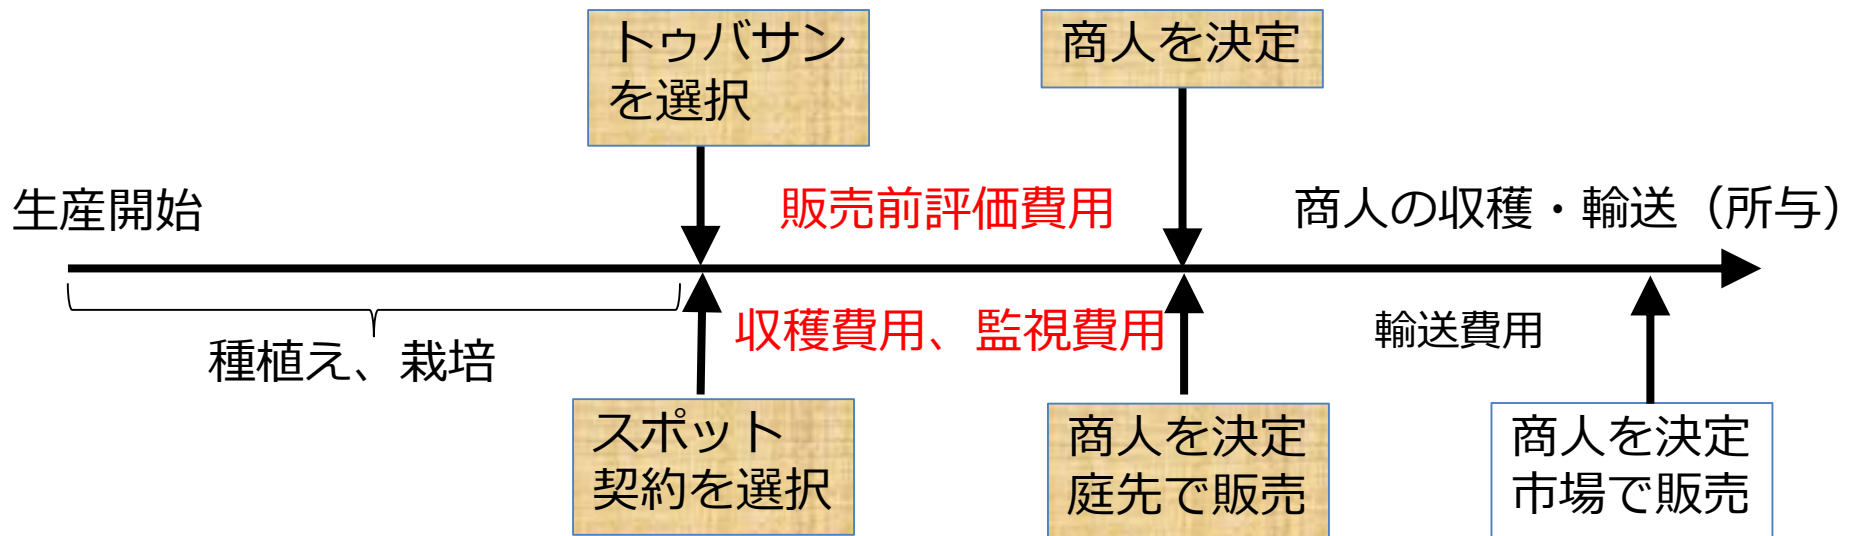 トゥバサン
を選択
商人を決定
生産開始
販売前評価費用
商人の収穫・輸送（所与）
種植え、栽培
収穫費用、監視費用
輸送費用
スポット
契約を選択
商人を決定
庭先で販売
商人を決定
市場で販売